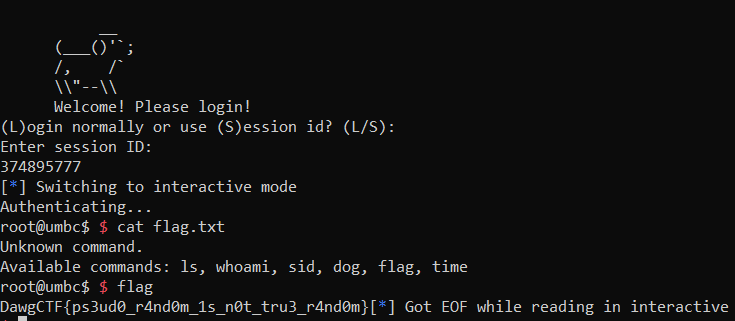 __
     (___()'`;
     /,    /`
     \\"--\\
     Welcome! Please login!
(L)ogin normally or use (S)ession id? (L/S):
Enter session ID:
374895777
[*] Switching to interactive mode
Authenticating...
root@umbc$ $ cat flag.txt
Unknown command.
Available commands: ls, whoami, sid, dog, flag, time
root@umbc$ $ flag
DawgCTF{ps3ud0_r4nd0m_1s_n0t_tru3_r4nd0m}[*] Got EOF while reading in interactive